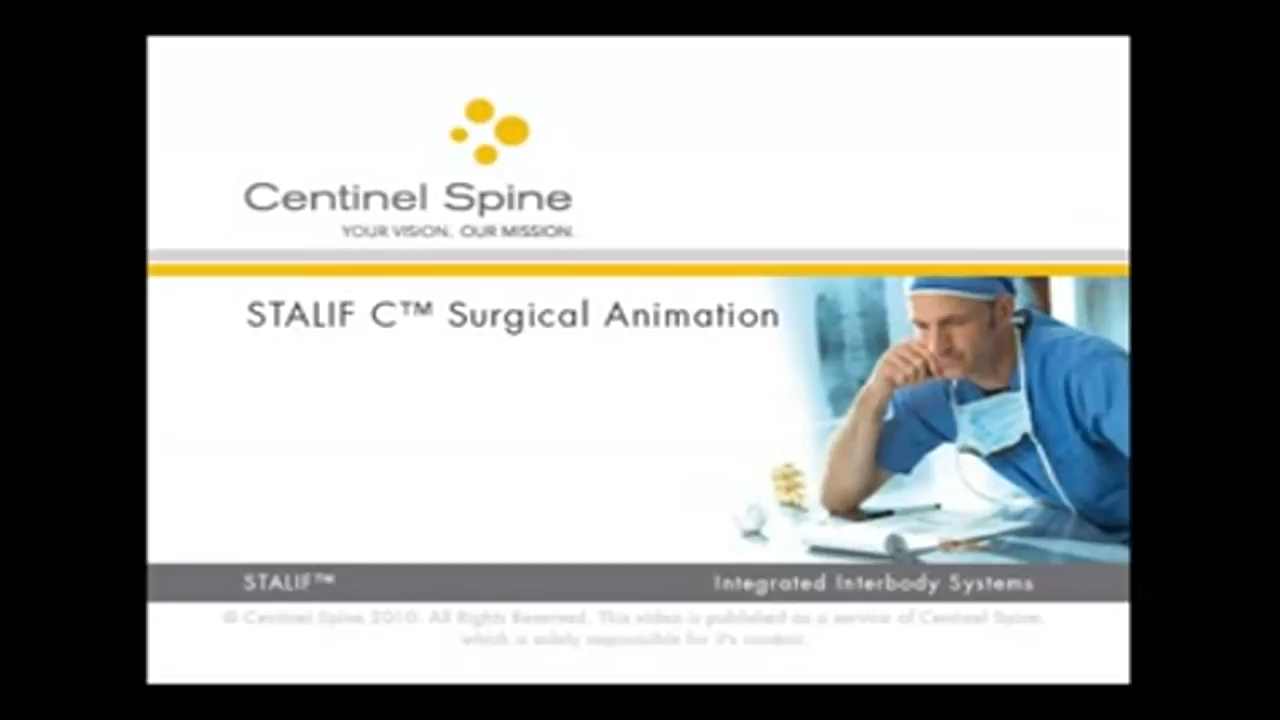 Centinel Spine
YOUR VISION. OUR MISSION.
STALIF C™ Surgical Animation
STALIF™ Integrated Interbody Systems
© Centinel Spine 2010. All Rights Reserved. This video is published as a service of Centinel Spine,
which is solely responsible for it's content.